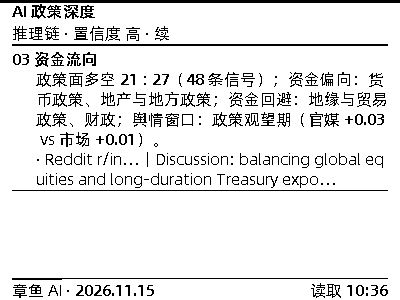 AI 政策深度
推理链 · 置信度 高 · 续
03 资金流向
政策面多空 21：27（48 条信号）；资金偏向：货
币政策、地产与地方政策；资金回避：地缘与贸易
政策、财政；舆情窗口：政策观望期（官媒 +0.03
vs 市场 +0.01）。
· Reddit r/in... | Discussion: balancing global eq
uities and long-duration Treasury expo...
章鱼 AI · 2026.11.15
读取 10:36